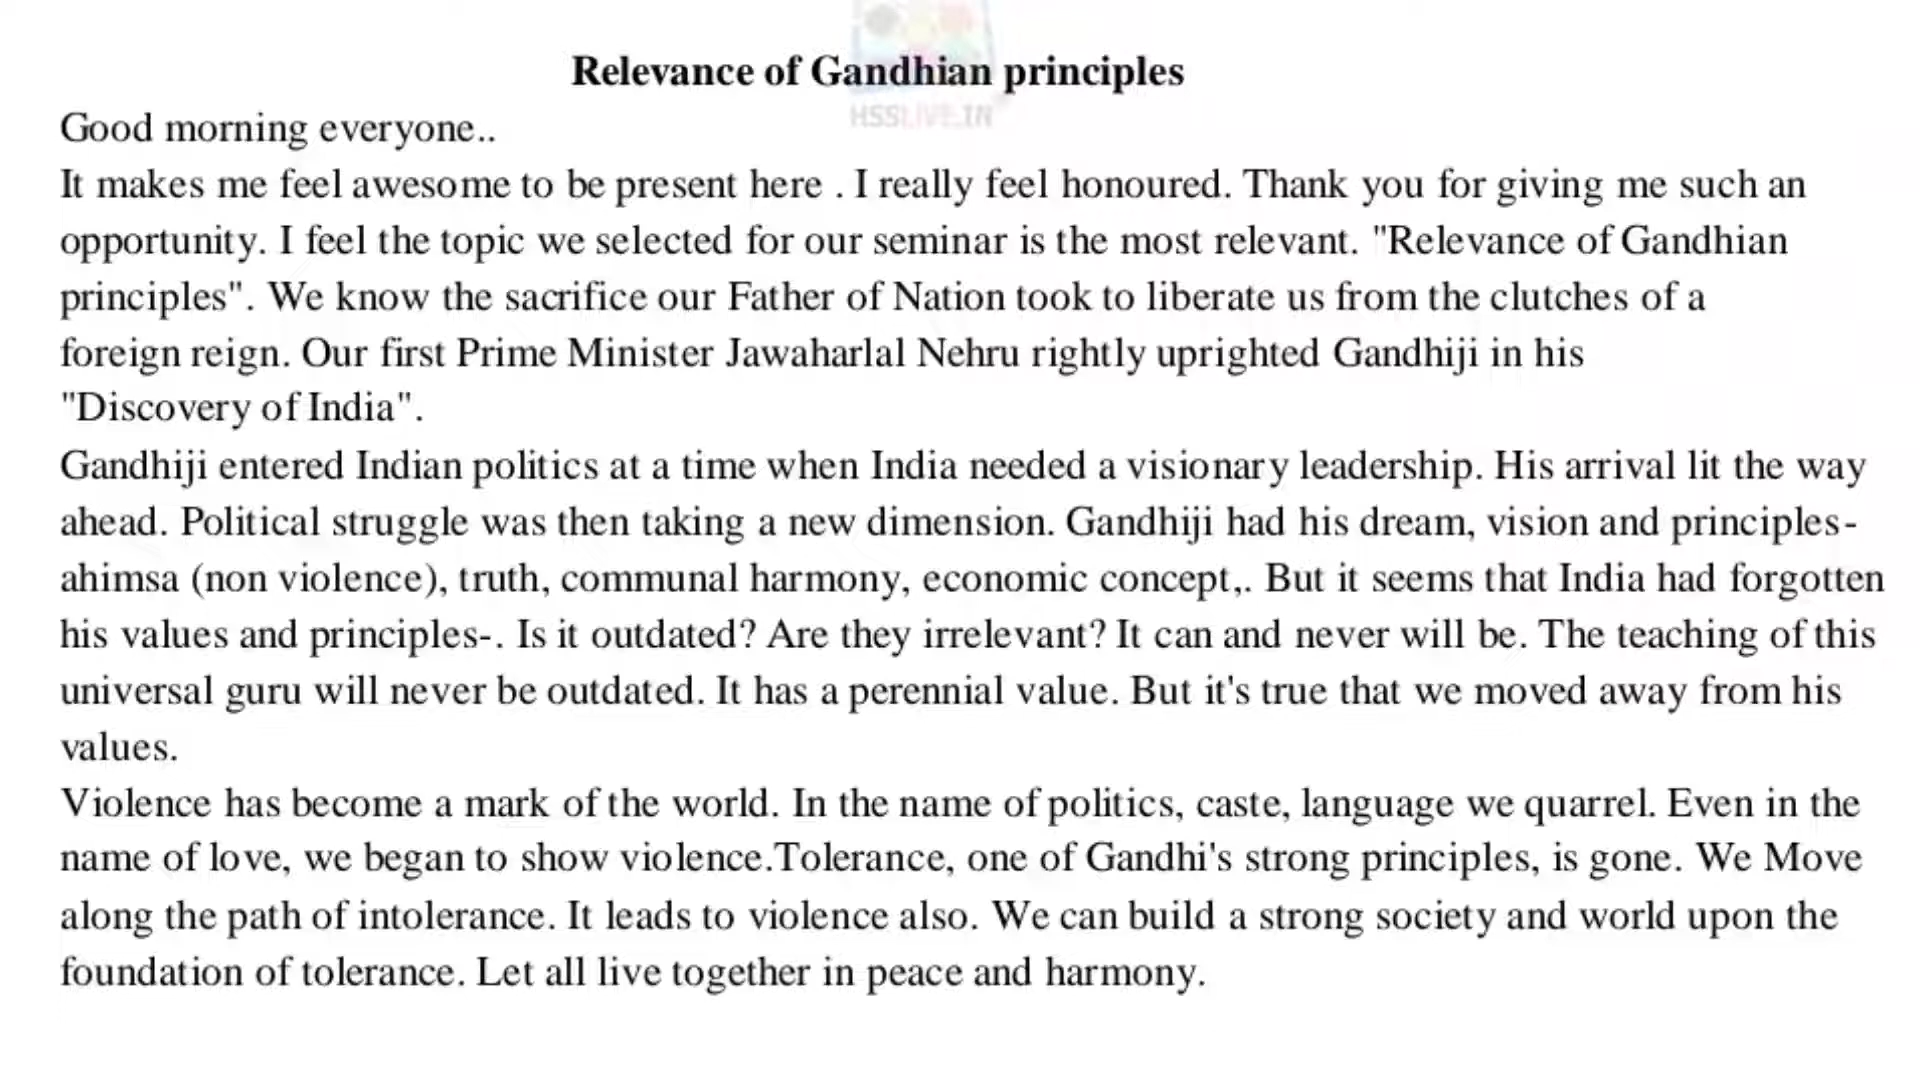 Relevance of Gandhian principles
HSSLIVE.IN
Good morning everyone..
It makes me feel awesome to be present here . I really feel honoured. Thank you for giving me such an
opportunity. I feel the topic we selected for our seminar is the most relevant. "Relevance of Gandhian
principles". We know the sacrifice our Father of Nation took to liberate us from the clutches of a
foreign reign. Our first Prime Minister Jawaharlal Nehru rightly uprighted Gandhiji in his
"Discovery of India".
Gandhiji entered Indian politics at a time when India needed a visionary leadership. His arrival lit the way
ahead. Political struggle was then taking a new dimension. Gandhiji had his dream, vision and principles-
ahimsa (non violence), truth, communal harmony, economic concept,. But it seems that India had forgotten
his values and principles-. Is it outdated? Are they irrelevant? It can and never will be. The teaching of this
universal guru will never be outdated. It has a perennial value. But it's true that we moved away from his
values.
Violence has become a mark of the world. In the name of politics, caste, language we quarrel. Even in the
name of love, we began to show violence.Tolerance, one of Gandhi's strong principles, is gone. We Move
along the path of intolerance. It leads to violence also. We can build a strong society and world upon the
foundation of tolerance. Let all live together in peace and harmony.